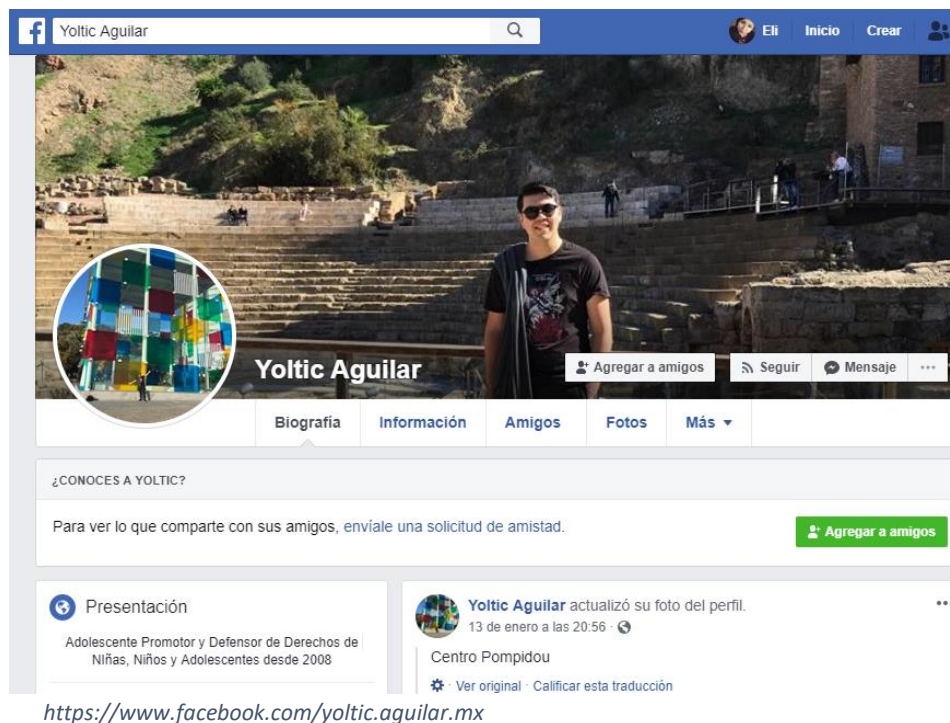 Yoltic Aguilar
Eli Inicio Crear
Yoltic Aguilar
Agregar a amigos Seguir Mensaje ...
Biografía Información Amigos Fotos Más
¿CONOCES A YOLTIC?
Para ver lo que comparte con sus amigos, envíale una solicitud de amistad.
Agregar a amigos
Presentación
Adolescente Promotor y Defensor de Derechos de
NIñas, Niños y Adolescentes desde 2008
Yoltic Aguilar actualizó su foto del perfil.
13 de enero a las 20:56 ·
Centro Pompidou
· Ver original · Calificar esta traducción
https://www.facebook.com/yoltic.aguilar.mx